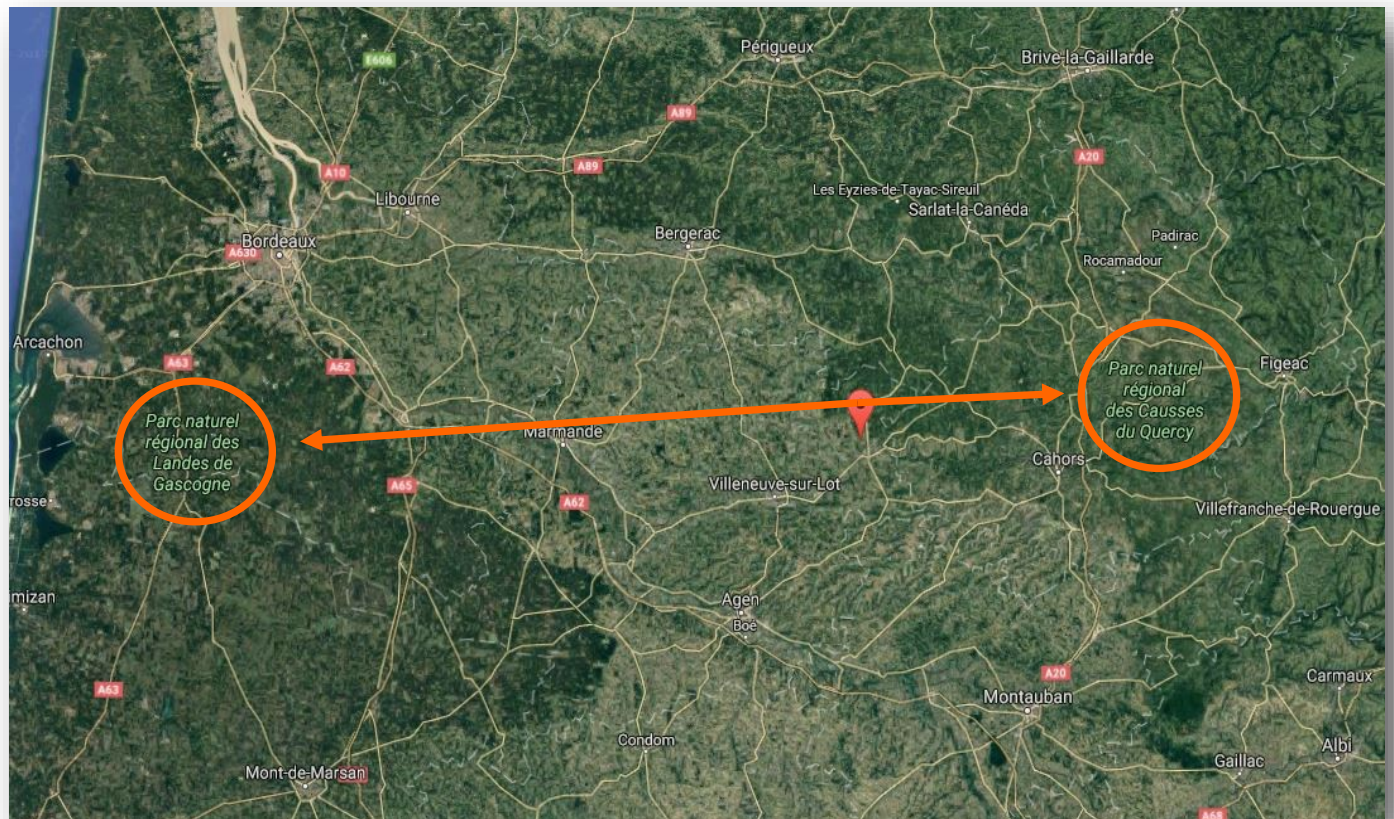 Périgueux
Brive-la-Gaillarde
E606
A89
A89
A20
A10
Libourne
Les Eyzies-de-Tayac-Sireuil
Sarlat-la-Canéda
Bergerac
Padirac
Bordeaux
A630
Rocamadour
Arcachon
A63
A62
Figeac
Parc naturel
régional
des Causses
du Quercy
Parc naturel
régional des
Landes de
Gascogne
Marmande
Cahors
A65
Villeneuve-sur-Lot
rosse
A62
Villefranche-de-Rouergue
imizan
Agen
Boé
A63
A20
Carmaux
Montauban
Condom
Albi
Gaillac
Mont-de-Marsan
A68